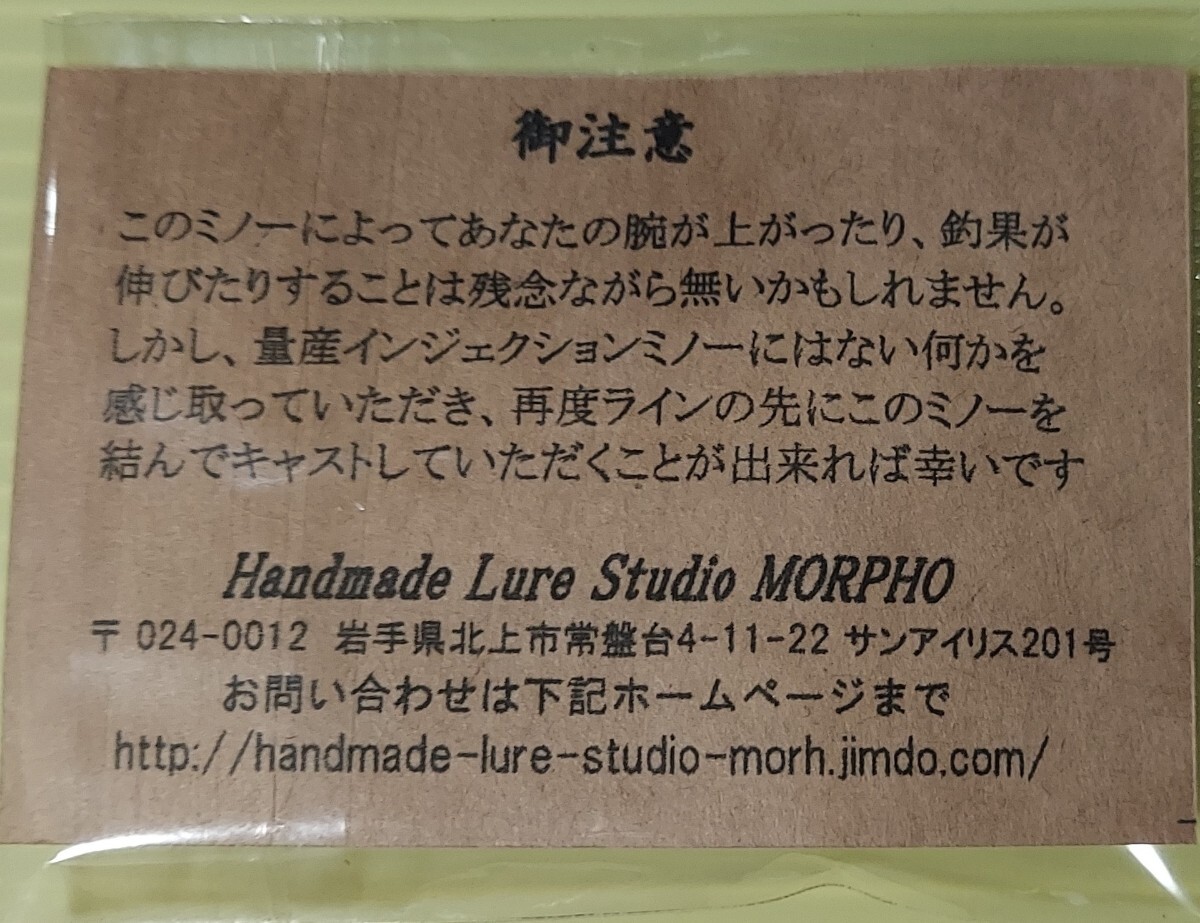 御注意
このミノーによってあなたの腕が上がったり、釣果が
伸びたりすることは残念ながら無いかもしれません。
しかし、量産インジェクションミノーにはない何かを
感じ取っていただき、再度ラインの先にこのミノーを
結んでキャストしていただくことが出来れば幸いです
Handmade Lure Studio MORPHO
〒 024-0012 岩手県北上市常盤台4-11-22 サンアイリス201号
お問い合わせは下記ホームページまで
http://handmade-lure-studio-morh.jimdo.com/